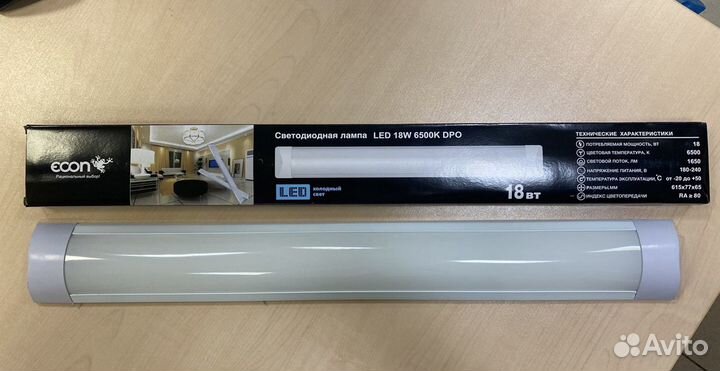 ECON
Рациональный выбор!
Светодиодная лампа LED 18W 6500K DPO
LED
холодный
свет
18 Вт
ТЕХНИЧЕСКИЕ ХАРАКТЕРИСТИКИ
ПОТРЕБЛЯЕМАЯ МОЩНОСТЬ, ВТ 18
ЦВЕТОВАЯ ТЕМПЕРАТУРА, К 6500
СВЕТОВОЙ ПОТОК, ЛМ 1650
НАПРЯЖЕНИЕ ПИТАНИЯ, В 180-240
ТЕМПЕРАТУРА ЭКСПЛУАТАЦИИ, °C от -20 до +50
РАЗМЕРЫ,ММ 615x77x65
ИНДЕКС ЦВЕТОПЕРЕДАЧИ RA ≥ 80
Avito